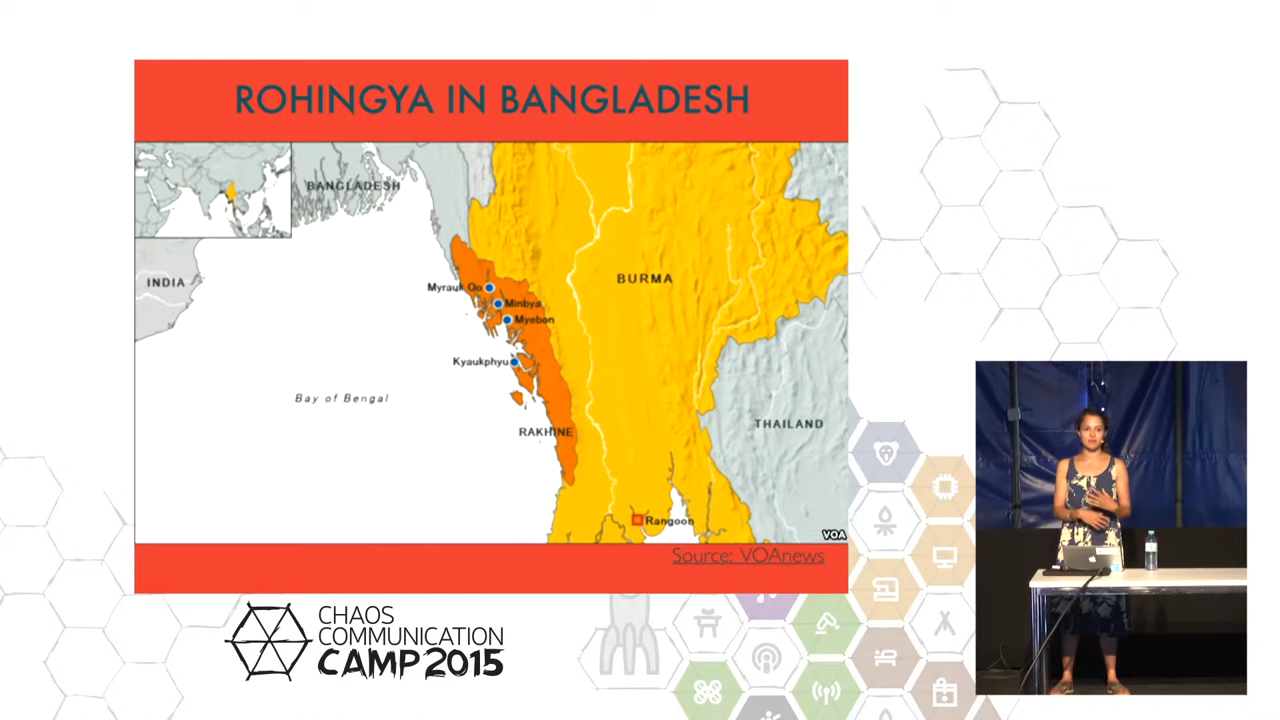 ROHINGYA IN BANGLADESH
BANGLADESH
INDIA
BURMA
Myrauk Oo
Minbya
Myebon
Kyaukphyu
Bay of Bengal
RAKHINE
THAILAND
Rangoon
VOA
Source: VOAnews
CHAOS
COMMUNICATION
CAMP 2015